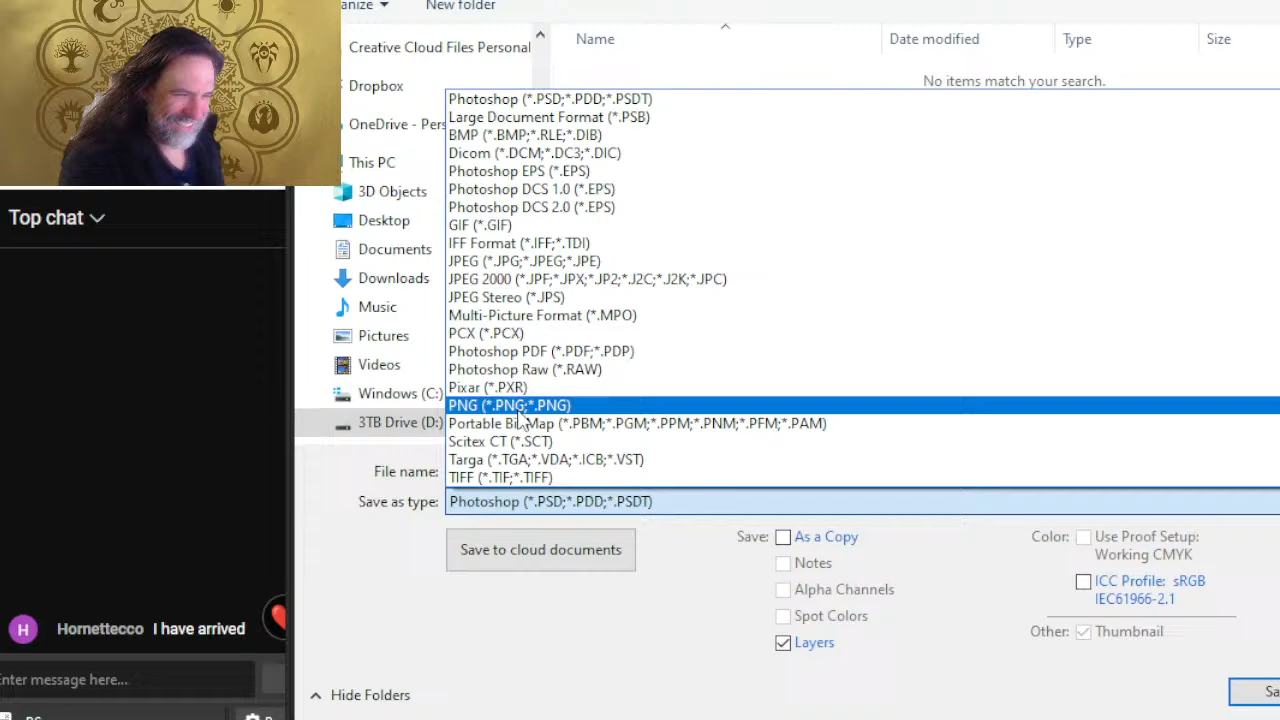 anize
New folder
Creative Cloud Files Personal
Name
Date modified
Type
Size
No items match your search.
Dropbox
OneDrive - Pers
This PC
3D Objects
Desktop
Documents
Downloads
Music
Pictures
Videos
Windows (C:)
3TB Drive (D:)
Photoshop (*.PSD;*.PDD;*.PSDT)
Large Document Format (*.PSB)
BMP (*.BMP;*.RLE;*.DIB)
Dicom (*.DCM;*.DC3;*.DIC)
Photoshop EPS (*.EPS)
Photoshop DCS 1.0 (*.EPS)
Photoshop DCS 2.0 (*.EPS)
GIF (*.GIF)
IFF Format (*.IFF;*.TDI)
JPEG (*.JPG;*.JPEG;*.JPE)
JPEG 2000 (*.JPF;*.JPX;*.JP2;*.J2C;*.J2K;*.JPC)
JPEG Stereo (*.JPS)
Multi-Picture Format (*.MPO)
PCX (*.PCX)
Photoshop PDF (*.PDF;*.PDP)
Photoshop Raw (*.RAW)
Pixar (*.PXR)
PNG (*.PNG;*.PNG)
Portable Bit Map (*.PBM;*.PGM;*.PPM;*.PNM;*.PFM;*.PAM)
Scitex CT (*.SCT)
Targa (*.TGA;*.VDA;*.ICB;*.VST)
TIFF (*.TIF;*.TIFF)
File name:
Save as type: Photoshop (*.PSD;*.PDD;*.PSDT)
Save to cloud documents
Save:
As a Copy
Notes
Alpha Channels
Spot Colors
Layers
Color:
Use Proof Setup:
Working CMYK
ICC Profile: sRGB
IEC61966-2.1
Other:
Thumbnail
Hide Folders
Sa
Top chat
H
Hornettecco I have arrived
Enter message here...